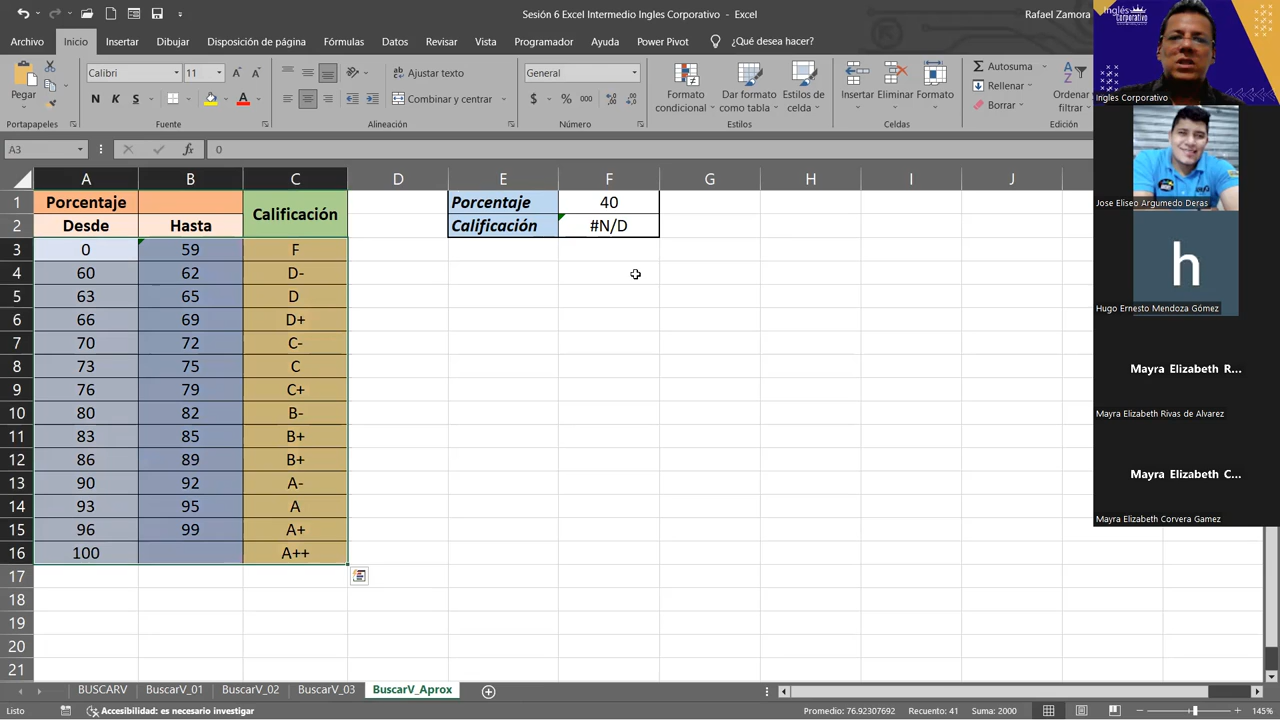 Sesión 6 Excel Intermedio Ingles Corporativo - Excel
Rafael Zamora
Archivo Inicio Insertar Dibujar Disposición de página Fórmulas Datos Revisar Vista Programador Ayuda Power Pivot ¿Qué desea hacer?
Pegar
Calibri 11
N K S
Ajustar texto
Combinar y centrar
General
$ % 000
Formato condicional
Dar formato como tabla
Estilos de celda
Insertar Eliminar Formato
Autosuma
Rellenar
Borrar
Ordenar
filtrar
Portapapeles Fuente Alineación Número Estilos Celdas Edición
A3 fx 0
A B C D E F G H I J
1 Porcentaje Calificación Porcentaje 40
2 Desde Hasta Calificación #N/D
3 0 59 F
4 60 62 D-
5 63 65 D
6 66 69 D+
7 70 72 C-
8 73 75 C
9 76 79 C+
10 80 82 B-
11 83 85 B+
12 86 89 B+
13 90 92 A-
14 93 95 A
15 96 99 A+
16 100 A++
17
18
19
20
21
BUSCARV BuscarV_01 BuscarV_02 BuscarV_03 BuscarV_Aprox
Listo Accesibilidad: es necesario investigar Promedio: 76.92307692 Recuento: 41 Suma: 2000 145%
Inglés
Corporativo
Ingles Corporativo
Jose Eliseo Argumedo Deras
h
Hugo Ernesto Mendoza Gómez
Mayra Elizabeth R...
Mayra Elizabeth Rivas de Alvarez
Mayra Elizabeth C...
Mayra Elizabeth Corvera Gamez